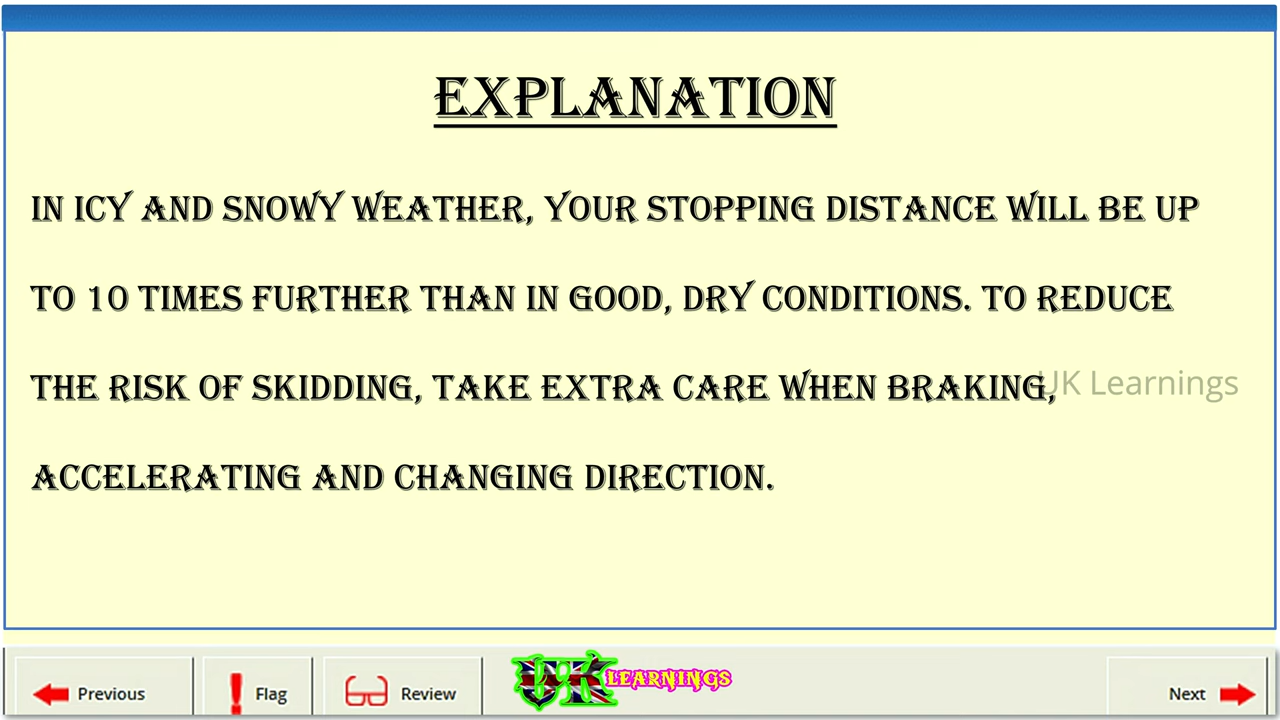 EXPLANATION
IN ICY AND SNOWY WEATHER, YOUR STOPPING DISTANCE WILL BE UP
TO 10 TIMES FURTHER THAN IN GOOD, DRY CONDITIONS. TO REDUCE
THE RISK OF SKIDDING, TAKE EXTRA CARE WHEN BRAKING,
UK Learnings
ACCELERATING AND CHANGING DIRECTION.
Previous
Flag
Review
UK LEARNINGS
Next